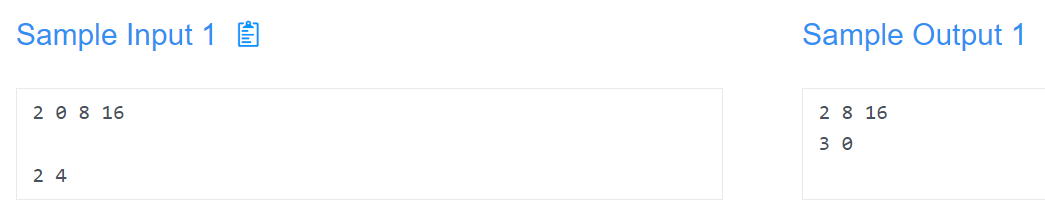 Sample Input 1
2 0 8 16
2 4
Sample Output 1
2 8 16
3 0